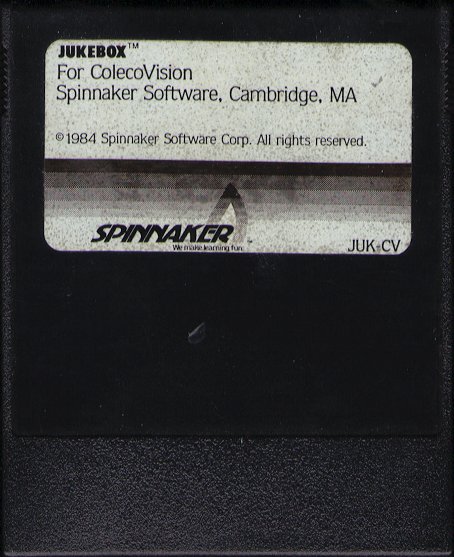 JUKEBOX™
For ColecoVision
Spinnaker Software, Cambridge, MA
©1984 Spinnaker Software Corp. All rights reserved.
SPINNAKER™
We make learning fun.
JUK-CV